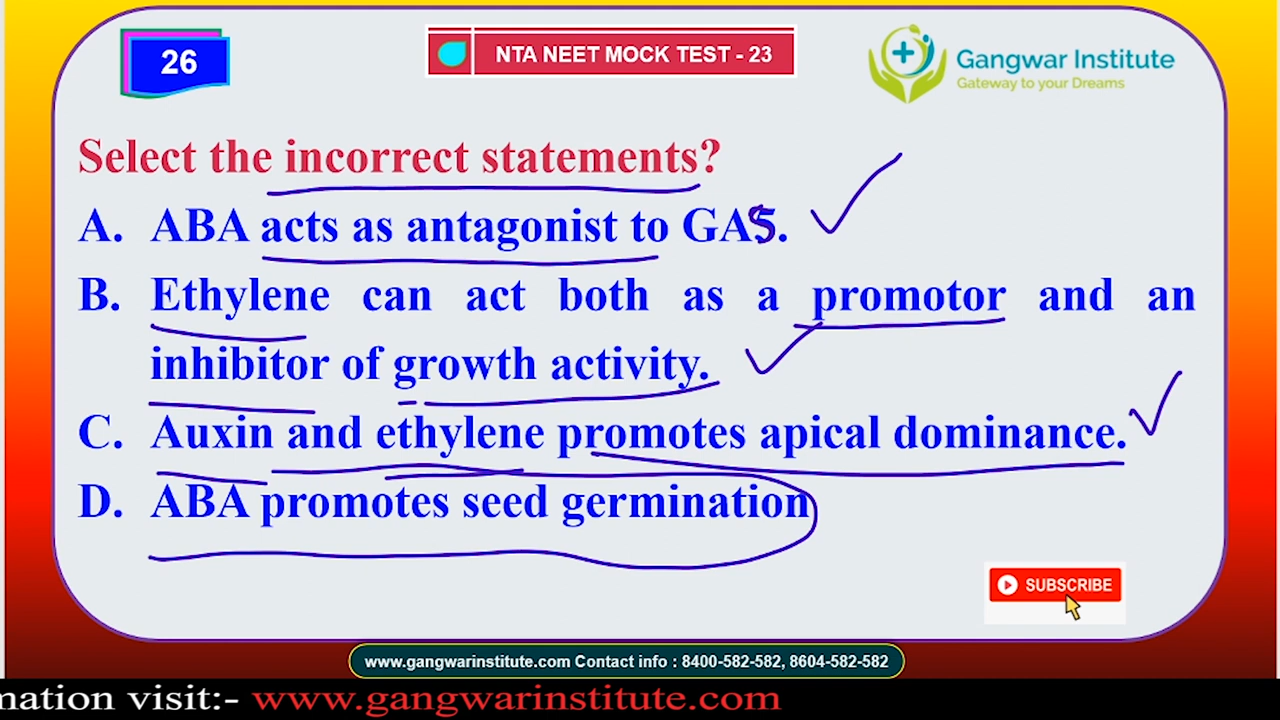 26
NTA NEET MOCK TEST - 23
Gangwar Institute
Gateway to your Dreams
Select the incorrect statements?
A. ABA acts as antagonist to GAS.
B. Ethylene can act both as a promotor and an
inhibitor of growth activity.
C. Auxin and ethylene promotes apical dominance.
D. ABA promotes seed germination
SUBSCRIBE
www.gangwarinstitute.com Contact info : 8400-582-582, 8604-582-582
mation visit:- www.gangwarinstitute.com